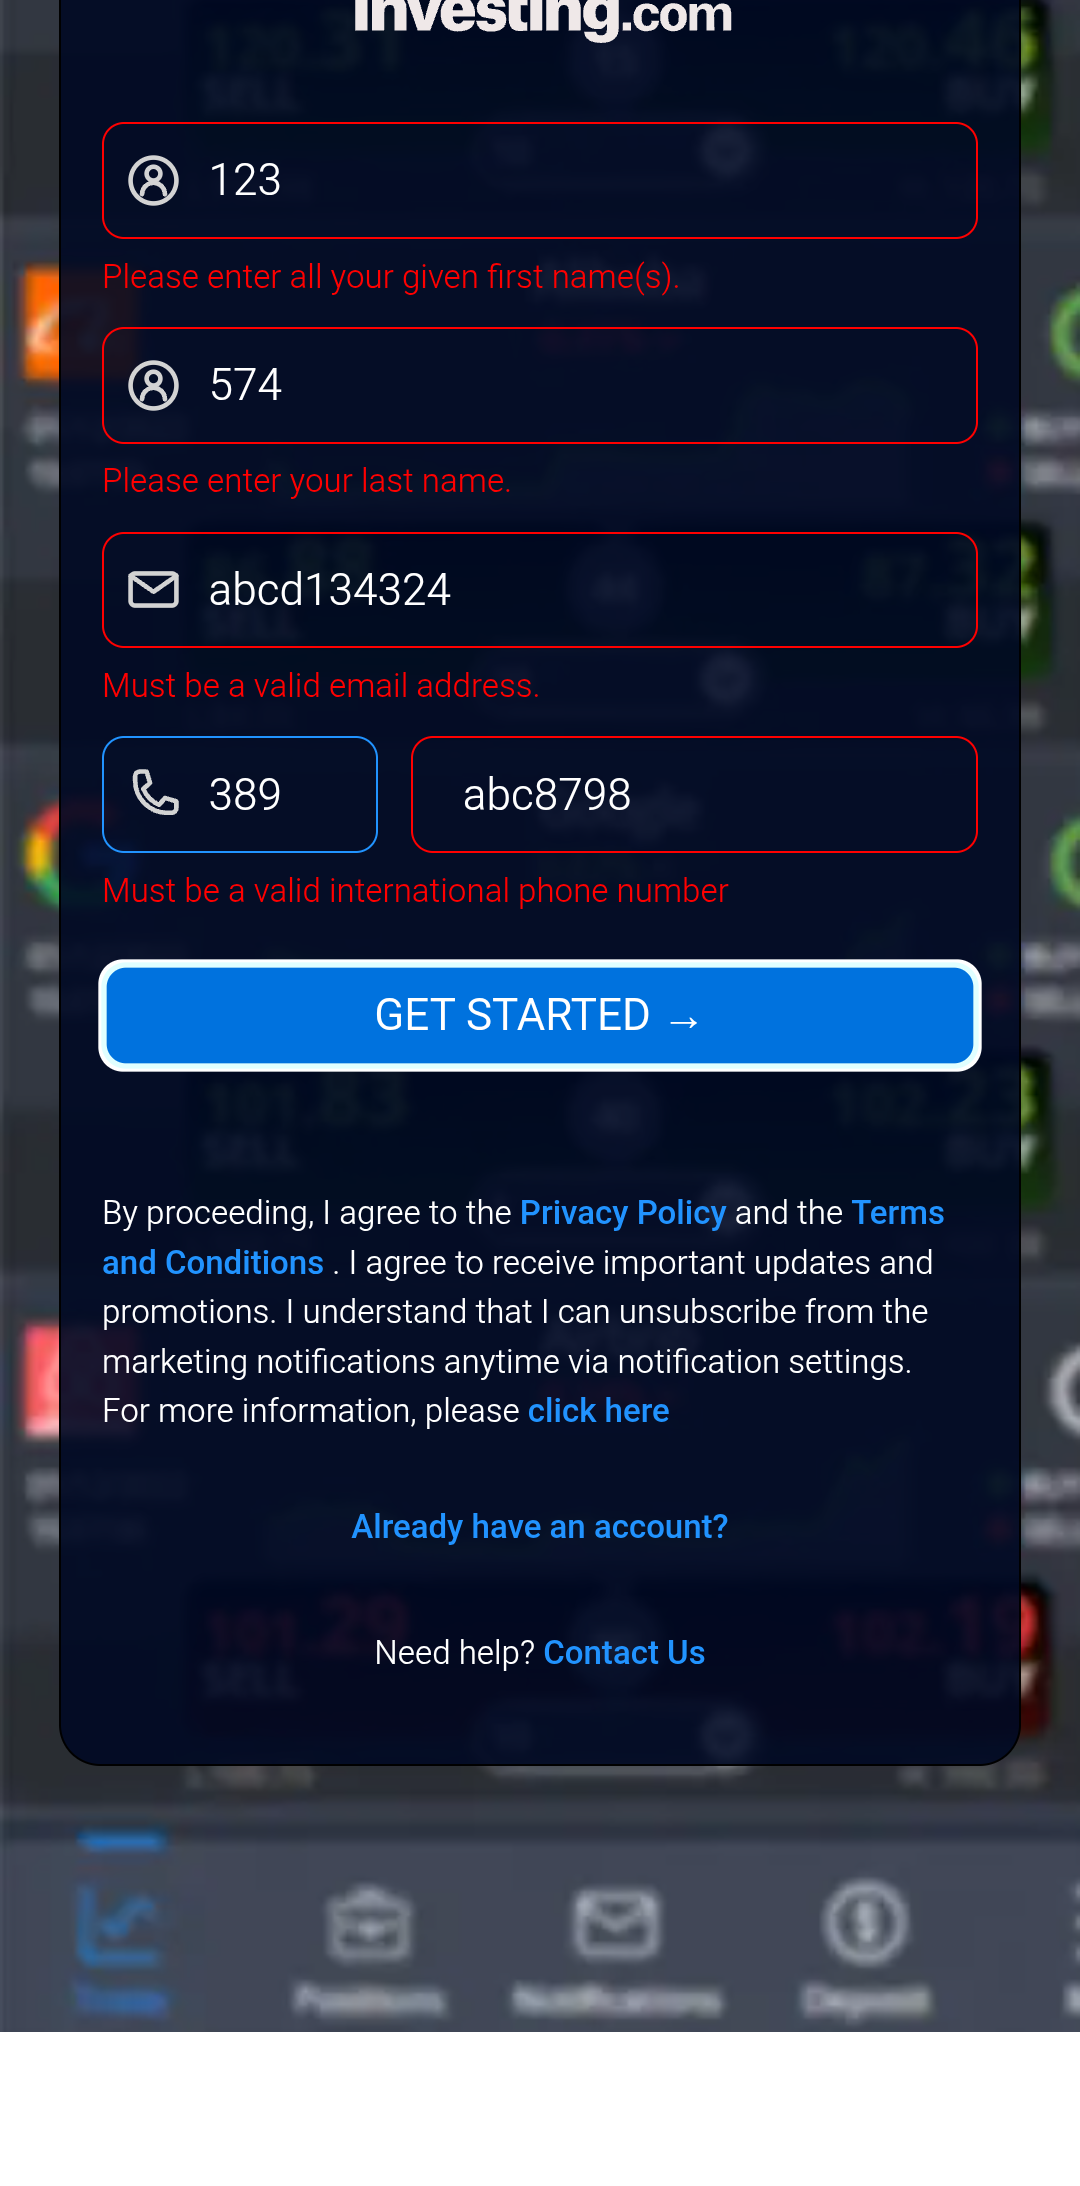 Investing.com
123
Please enter all your given first name(s).
574
Please enter your last name.
abcd134324
Must be a valid email address.
389 abc8798
Must be a valid international phone number
GET STARTED →
By proceeding, I agree to the Privacy Policy and the Terms
and Conditions . I agree to receive important updates and
promotions. I understand that I can unsubscribe from the
marketing notifications anytime via notification settings.
For more information, please click here
Already have an account?
Need help? Contact Us
Positions Notifications Deposit